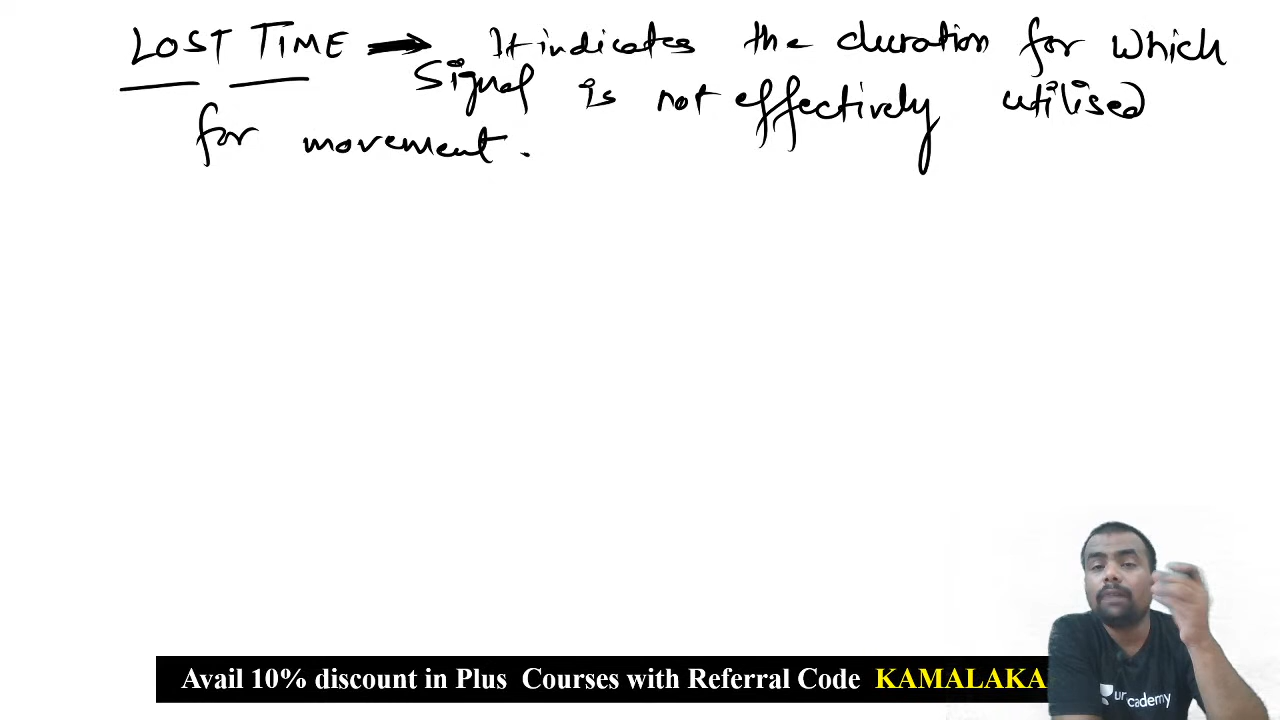 LOST TIME → It indicates the duration for which
Signal is not effectively utilised
for movement.
Avail 10% discount in Plus Courses with Referral Code KAMALAKA